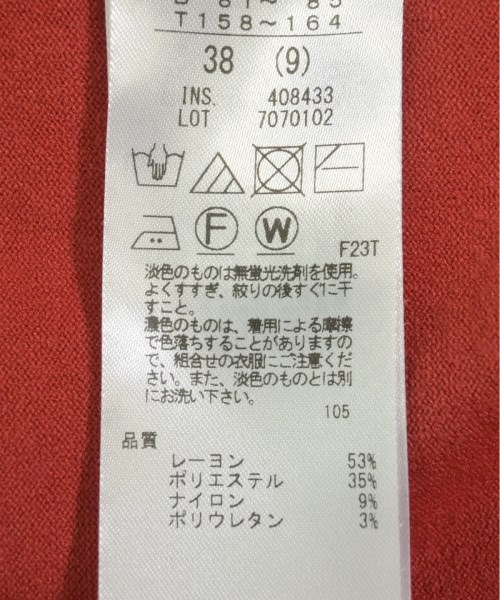 B 81～ 85
T158～164
38 (9)
INS. 408433
LOT 7070102
F W
F23T
淡色のものは無蛍光洗剤を使用。
よくすすぎ、絞りの後すぐに干
すこと。
濃色のものは、着用による摩擦
で色落ちすることがありますの
で、組合せの衣服にご注意くだ
さい。また、淡色のものとは別
にお洗い下さい。
105
品質
レーヨン 53%
ポリエステル 35%
ナイロン 9%
ポリウレタン 3%